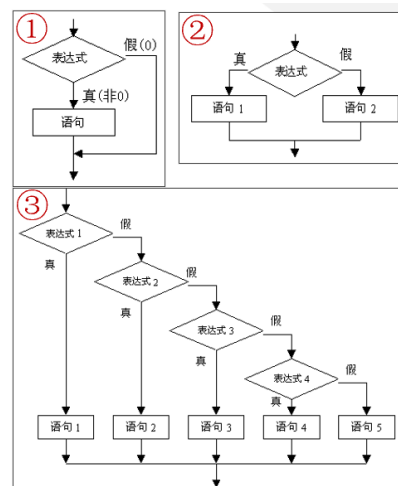 ①
表达式
假(0)
真(非0)
语句
②
真
表达式
假
语句 1
语句 2
③
表达式 1
假
真
表达式 2
假
真
表达式 3
假
真
表达式 4
假
真
语句 1
语句 2
语句 3
语句 4
语句 5